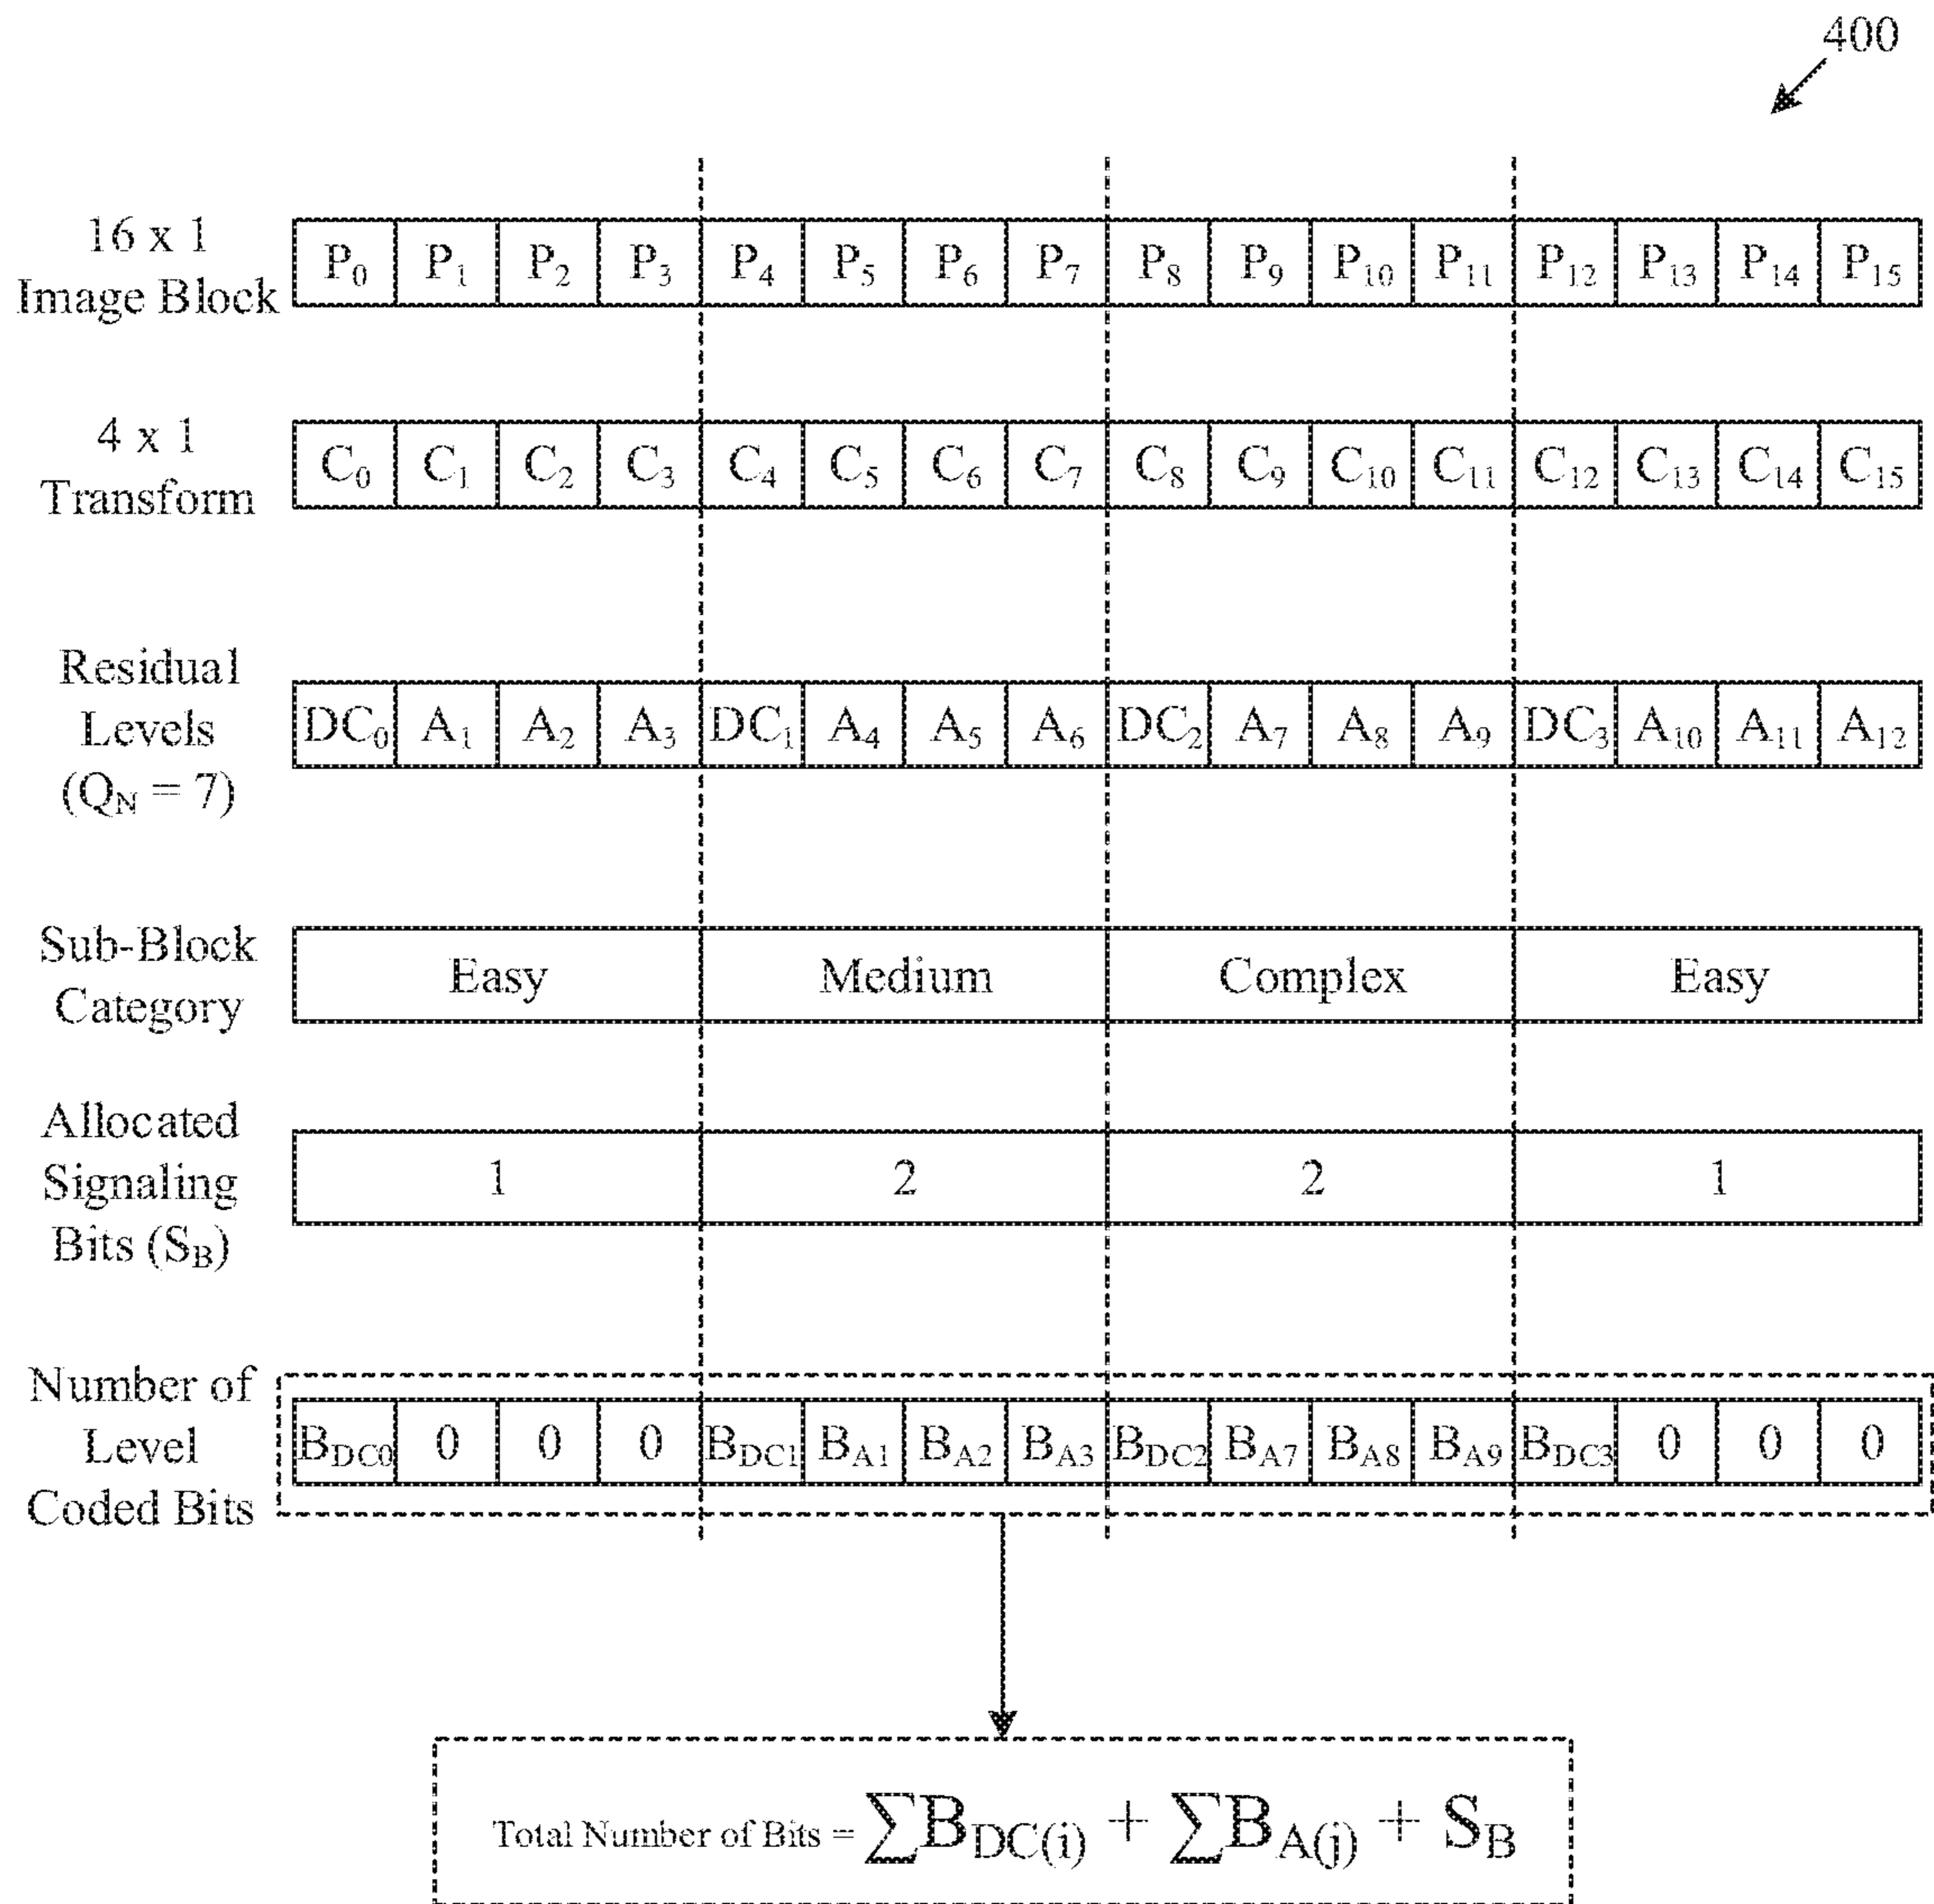 400
16 x 1
Image Block
P0 P1 P2 P3 P4 P5 P6 P7 P8 P9 P10 P11 P12 P13 P14 P15
4 x 1
Transform
C0 C1 C2 C3 C4 C5 C6 C7 C8 C9 C10 C11 C12 C13 C14 C15
Residual
Levels
(QN = 7)
DC0 A1 A2 A3 DC1 A4 A5 A6 DC2 A7 A8 A9 DC3 A10 A11 A12
Sub-Block
Category
Easy Medium Complex Easy
Allocated
Signaling
Bits (SB)
1 2 2 1
Number of
Level
Coded Bits
BDC0 0 0 0 BDC1 BA1 BA2 BA3 BDC2 BA7 BA8 BA9 BDC3 0 0 0
Total Number of Bits = ∑BDC(i) + ∑BA(j) + SB